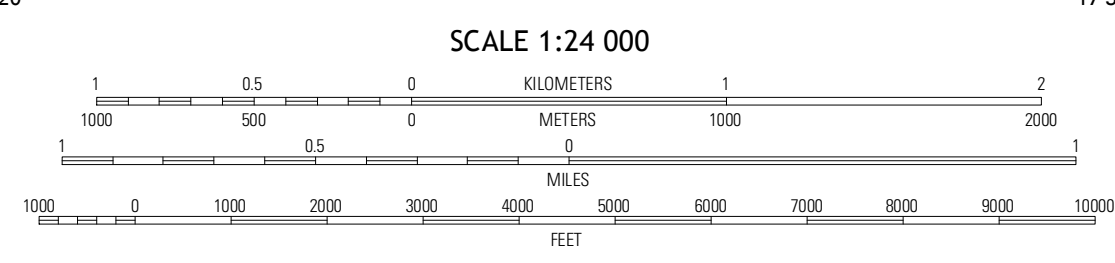 20
SCALE 1:24 000
1 0.5 0 KILOMETERS 1 2
1000 500 0 METERS 1000 2000
1 0.5 0 1
MILES
1000 0 1000 2000 3000 4000 5000 6000 7000 8000 9000 10000
FEET